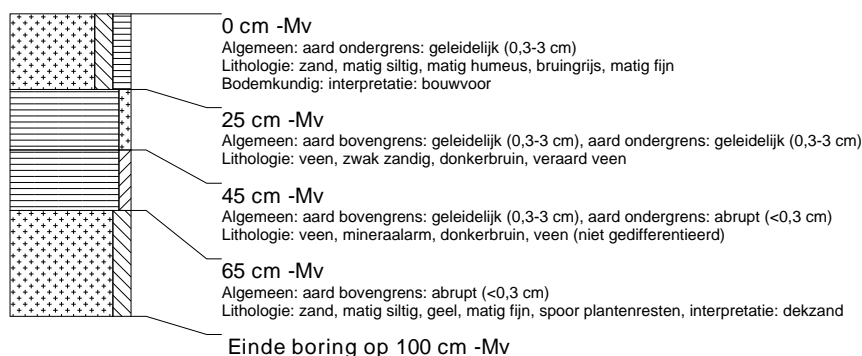 0 cm -Mv
Algemeen: aard ondergrens: geleidelijk (0,3-3 cm)
Lithologie: zand, matig siltig, matig humeus, bruingrijs, matig fijn
Bodemkundig: interpretatie: bouwvoor
25 cm -Mv
Algemeen: aard bovengrens: geleidelijk (0,3-3 cm), aard ondergrens: geleidelijk (0,3-3 cm)
Lithologie: veen, zwak zandig, donkerbruin, veraard veen
45 cm -Mv
Algemeen: aard bovengrens: geleidelijk (0,3-3 cm), aard ondergrens: abrupt (<0,3 cm)
Lithologie: veen, mineraalarm, donkerbruin, veen (niet gedifferentieerd)
65 cm -Mv
Algemeen: aard bovengrens: abrupt (<0,3 cm)
Lithologie: zand, matig siltig, geel, matig fijn, spoor plantenresten, interpretatie: dekzand
Einde boring op 100 cm -Mv